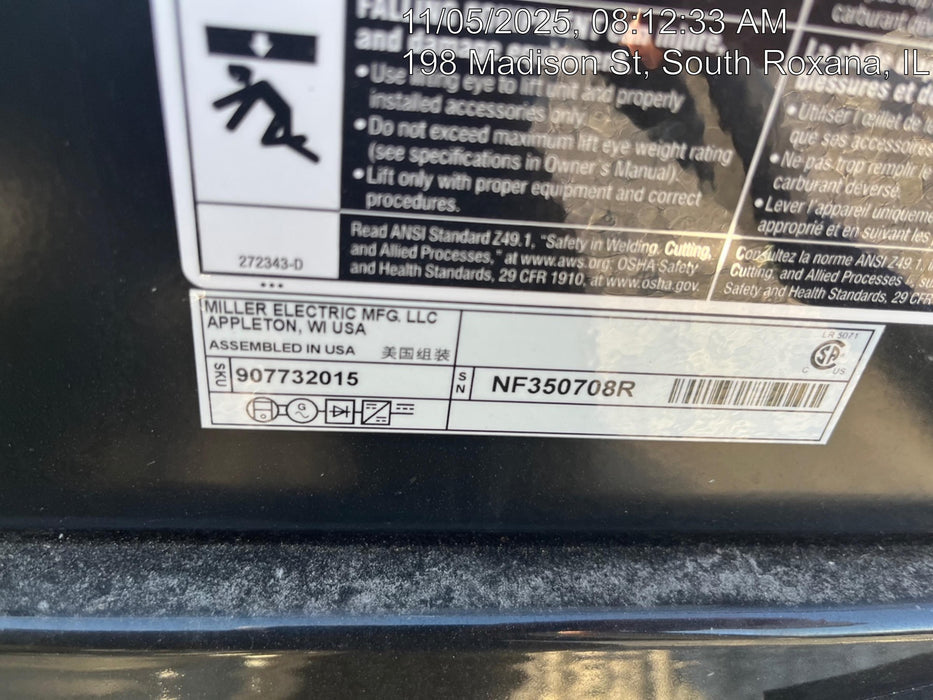 11/05/2025, 08:12:33 AM
198 Madison St, South Roxana, IL
and
• Use lifting eye to lift unit and properly
installed accessories only.
• Do not exceed maximum lift eye weight rating
(see specifications in Owner's Manual).
• Lift only with proper equipment and correct
procedures.
Read ANSI Standard Z49.1, "Safety in Welding, Cutting,
and Allied Processes," at www.aws.org; OSHA Safety
and Health Standards, 29 CFR 1910, at www.osha.gov.
272343-D
carburant
blessures et
• Utiliser l'œillet de
que ses accessoires
• Ne pas trop remplir le
carburant déversé.
• Lever l'appareil uniquement
approprié et en suivant les
Consultez la norme ANSI Z49.1,
Cutting, and Allied Processes
Safety and Health Standards, 29 CFR
MILLER ELECTRIC MFG. LLC
APPLETON, WI USA
ASSEMBLED IN USA 美国组装
SKU 907732015
SN NF350708R
LR 5071
C SA US
G